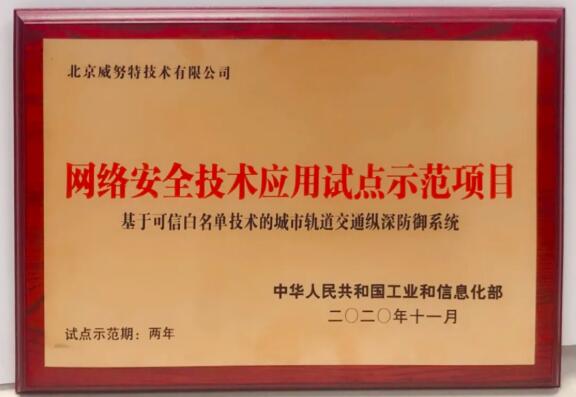 北京威努特技术有限公司
网络安全技术应用试点示范项目
基于可信白名单技术的城市轨道交通纵深防御系统
中华人民共和国工业和信息化部
二〇二〇年十一月
试点示范期：两年